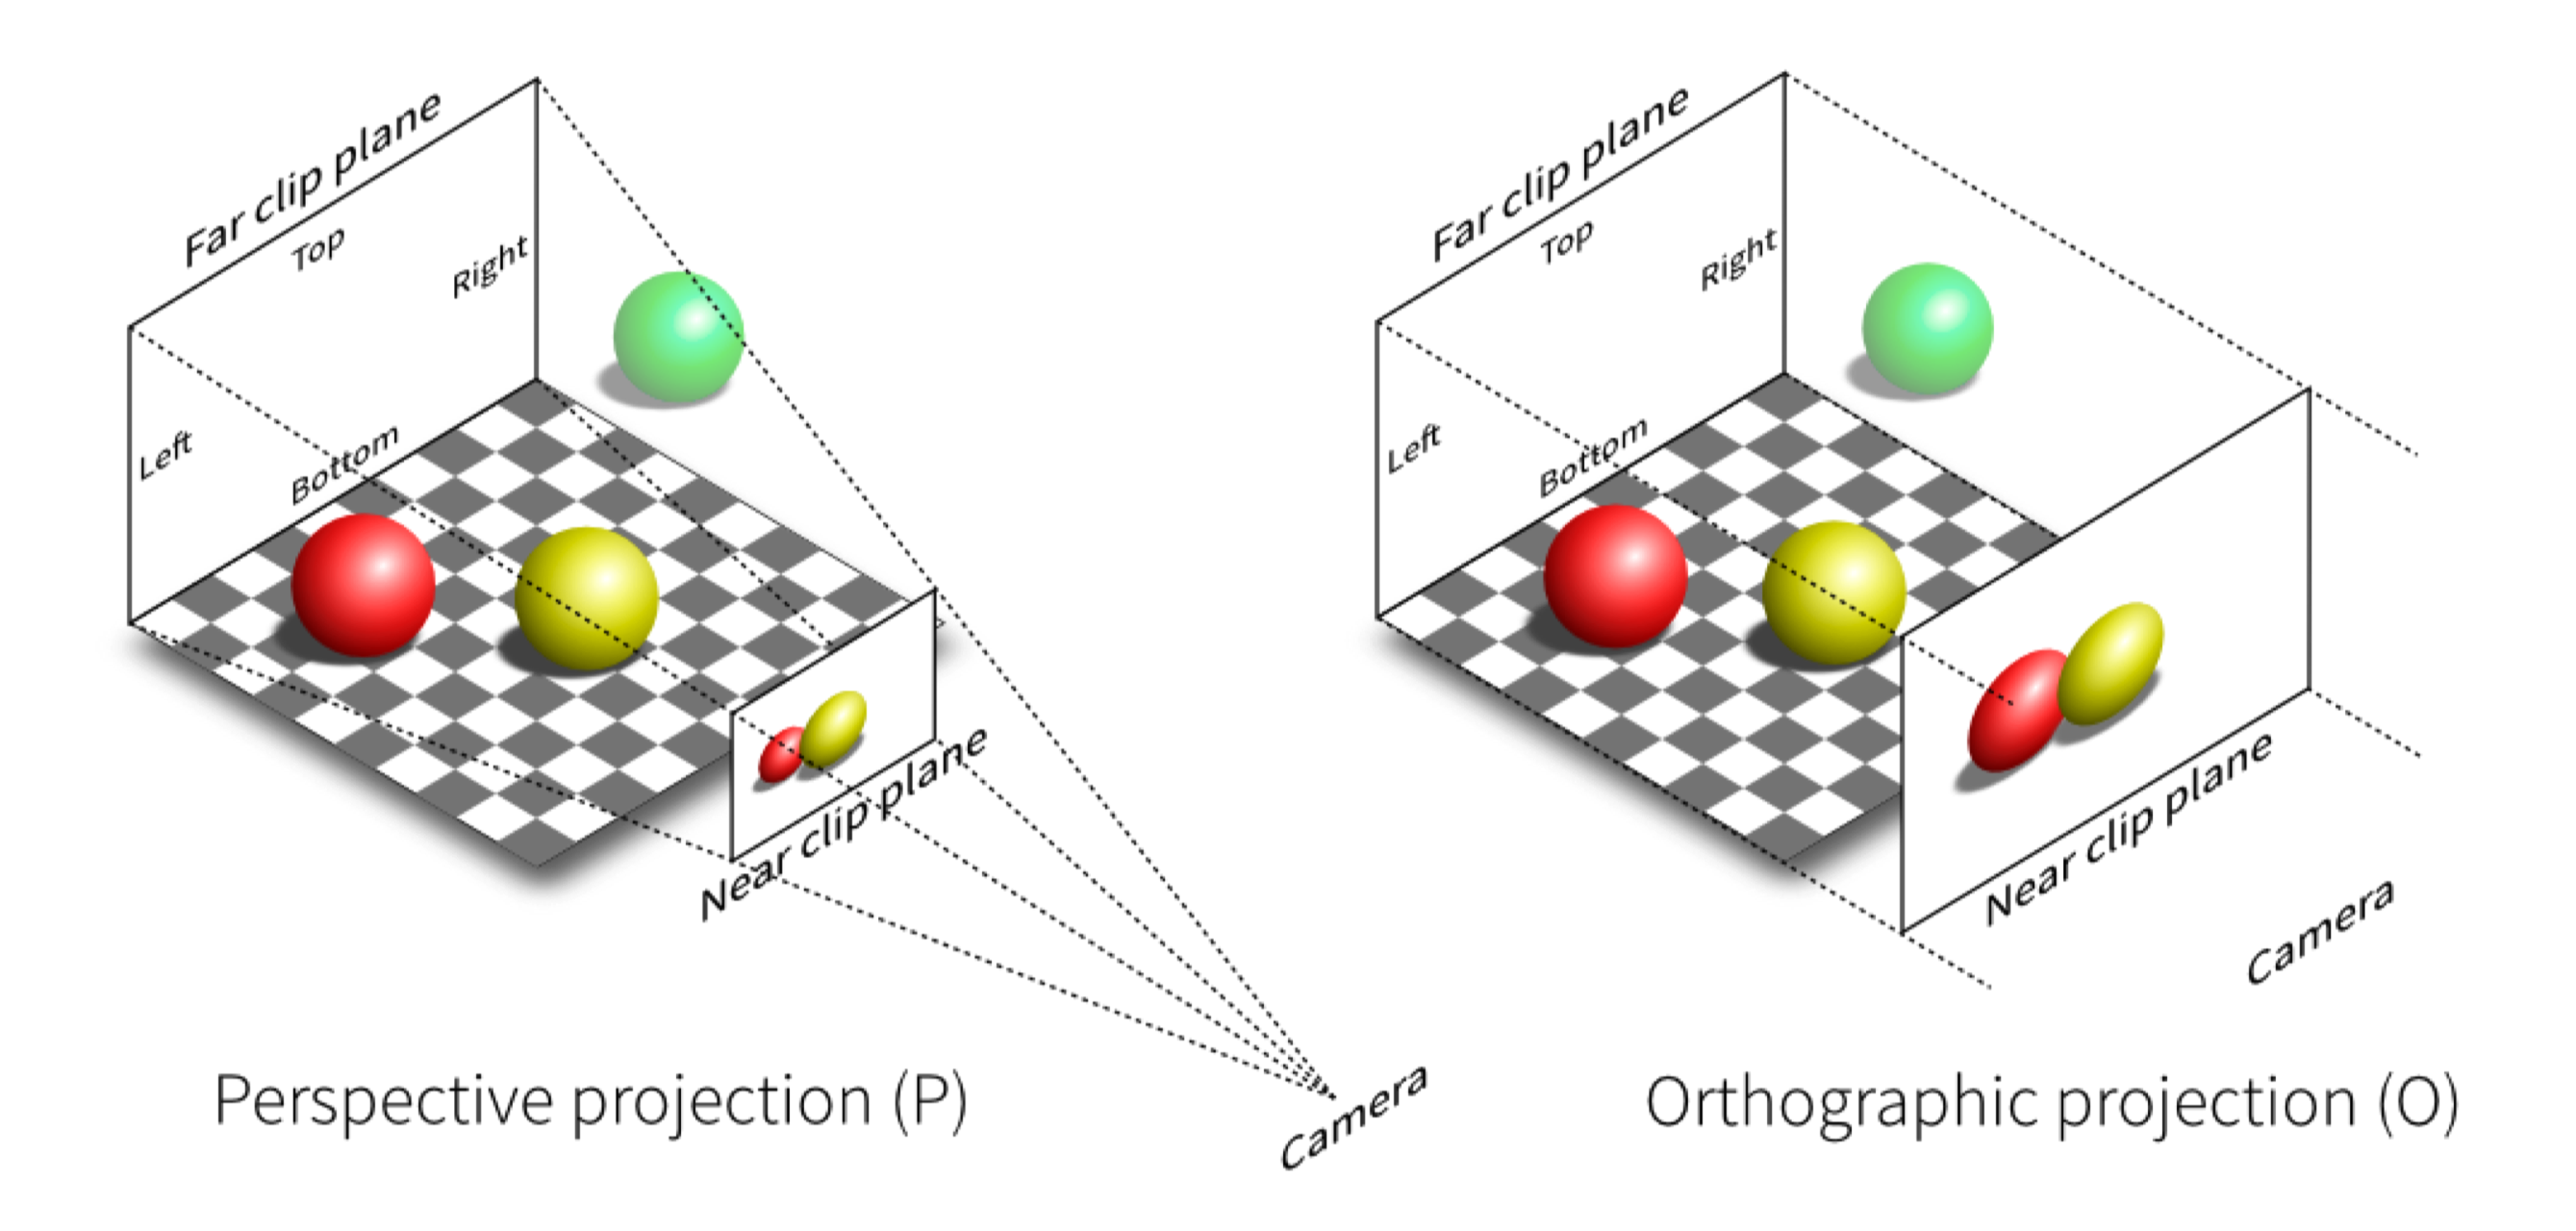 Far clip plane
Top
Right
Left
Bottom
Near clip plane
Camera
Perspective projection (P)
Far clip plane
Top
Right
Left
Bottom
Near clip plane
Camera
Orthographic projection (O)